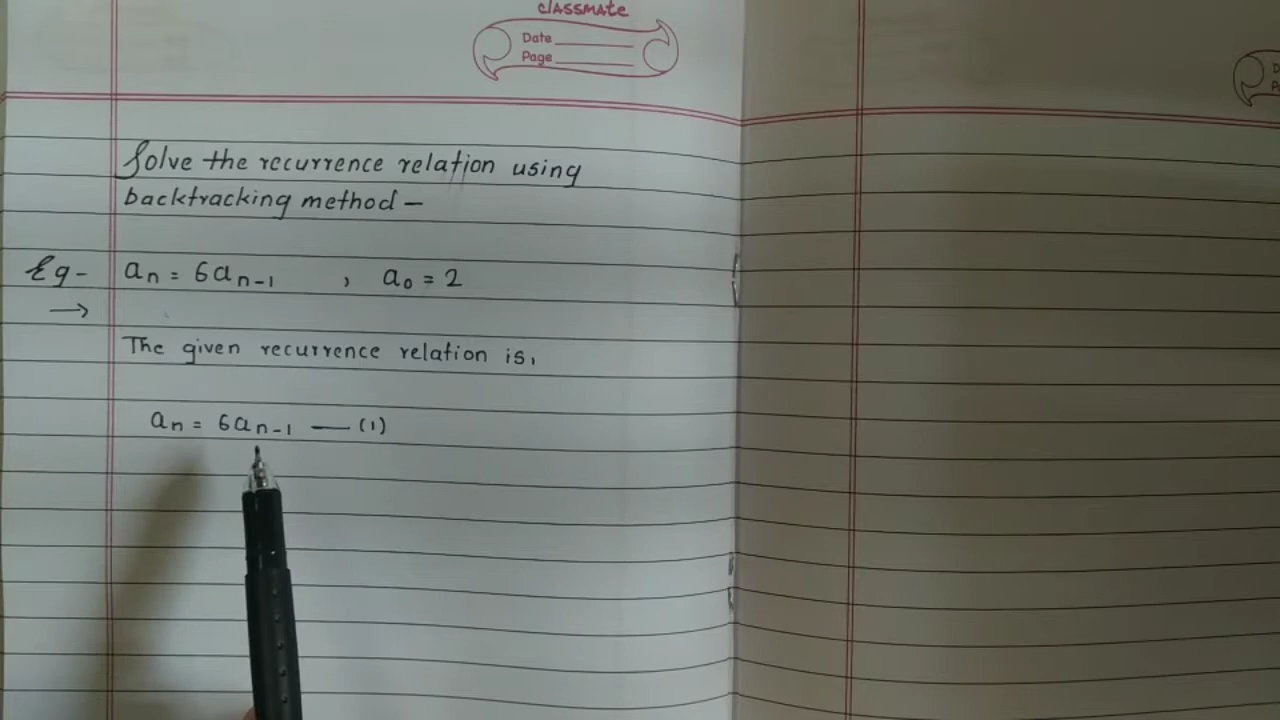 classmate
Date
Page
Solve the recurrence relation using
backtracking method –
Eg- aₙ = 6aₙ₋₁ , a₀ = 2
→
The given recurrence relation is,
aₙ = 6aₙ₋₁ — (1)